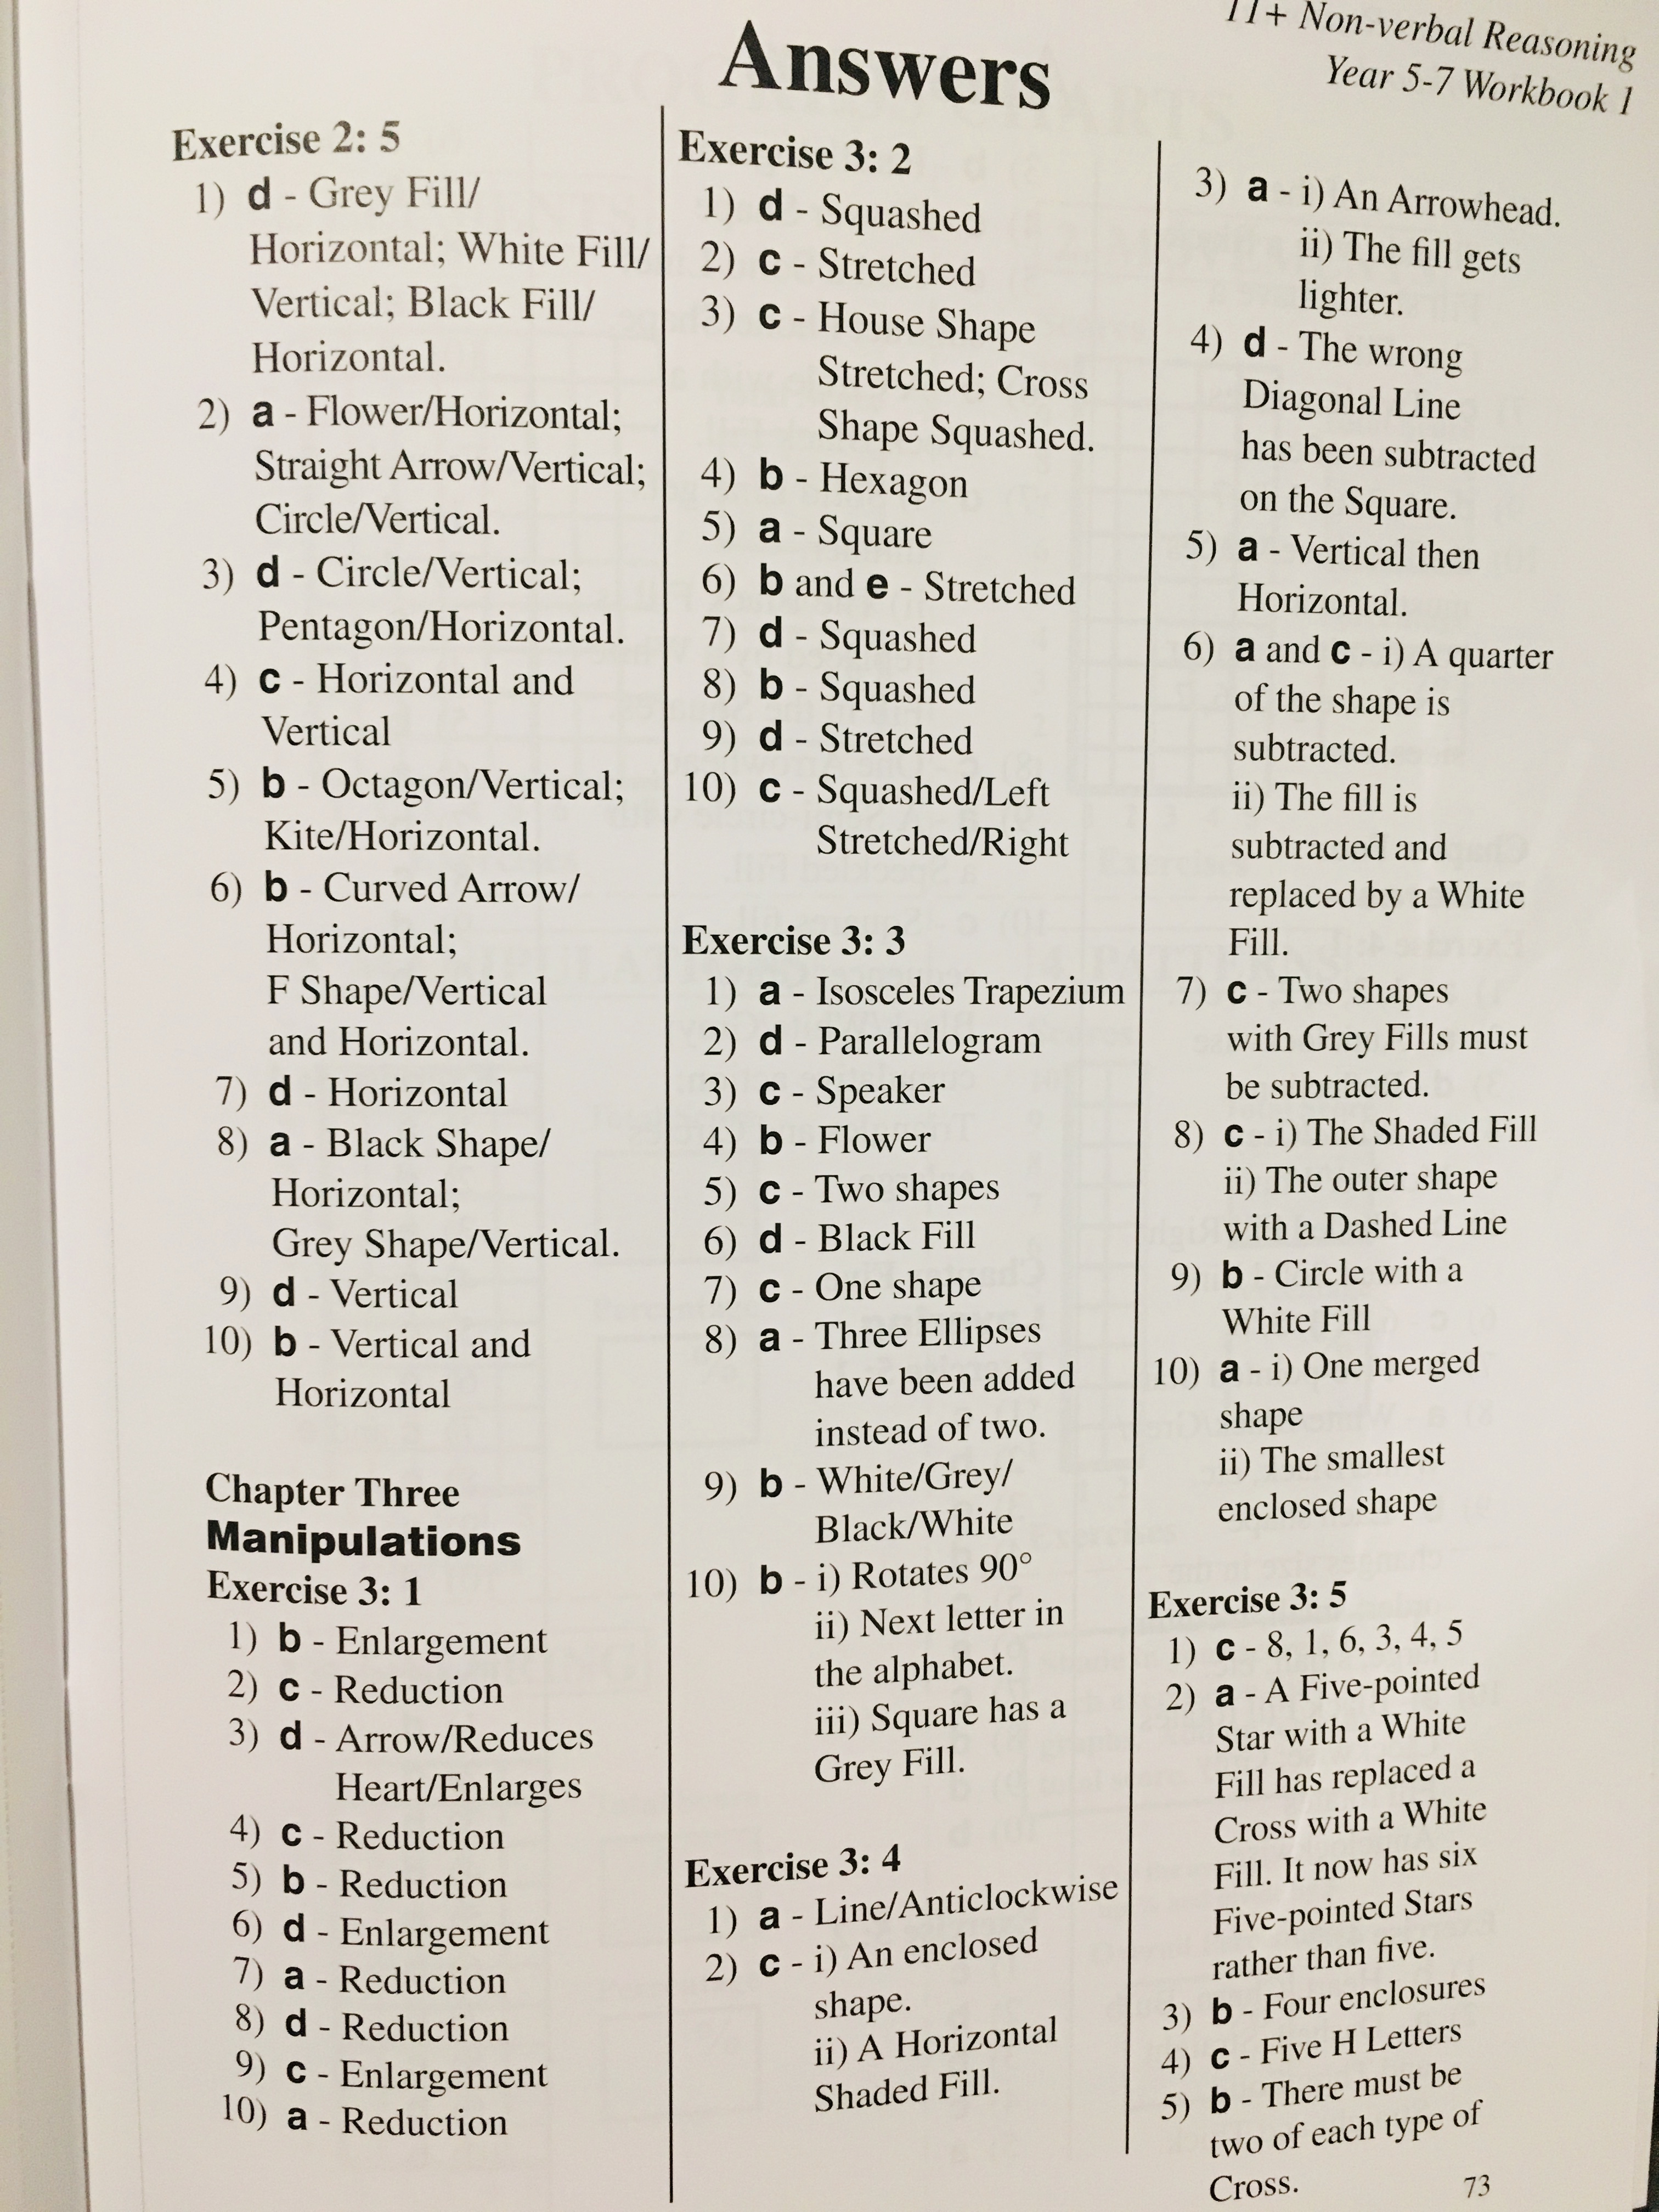 11+ Non-verbal Reasoning
Year 5-7 Workbook 1
Answers
Exercise 2: 5
1) d - Grey Fill/
Horizontal; White Fill/
Vertical; Black Fill/
Horizontal.
2) a - Flower/Horizontal;
Straight Arrow/Vertical;
Circle/Vertical.
3) d - Circle/Vertical;
Pentagon/Horizontal.
4) c - Horizontal and
Vertical
5) b - Octagon/Vertical;
Kite/Horizontal.
6) b - Curved Arrow/
Horizontal;
F Shape/Vertical
and Horizontal.
7) d - Horizontal
8) a - Black Shape/
Horizontal;
Grey Shape/Vertical.
9) d - Vertical
10) b - Vertical and
Horizontal
Chapter Three
Manipulations
Exercise 3: 1
1) b - Enlargement
2) c - Reduction
3) d - Arrow/Reduces
Heart/Enlarges
4) c - Reduction
5) b - Reduction
6) d - Enlargement
7) a - Reduction
8) d - Reduction
9) c - Enlargement
10) a - Reduction
Exercise 3: 2
1) d - Squashed
2) c - Stretched
3) c - House Shape
Stretched; Cross
Shape Squashed.
4) b - Hexagon
5) a - Square
6) b and e - Stretched
7) d - Squashed
8) b - Squashed
9) d - Stretched
10) c - Squashed/Left
Stretched/Right
Exercise 3: 3
1) a - Isosceles Trapezium
2) d - Parallelogram
3) c - Speaker
4) b - Flower
5) c - Two shapes
6) d - Black Fill
7) c - One shape
8) a - Three Ellipses
have been added
instead of two.
9) b - White/Grey/
Black/White
10) b - i) Rotates 90°
ii) Next letter in
the alphabet.
iii) Square has a
Grey Fill.
Exercise 3: 4
1) a - Line/Anticlockwise
2) c - i) An enclosed
shape.
ii) A Horizontal
Shaded Fill.
3) a - i) An Arrowhead.
ii) The fill gets
lighter.
4) d - The wrong
Diagonal Line
has been subtracted
on the Square.
5) a - Vertical then
Horizontal.
6) a and c - i) A quarter
of the shape is
subtracted.
ii) The fill is
subtracted and
replaced by a White
Fill.
7) c - Two shapes
with Grey Fills must
be subtracted.
8) c - i) The Shaded Fill
ii) The outer shape
with a Dashed Line
9) b - Circle with a
White Fill
10) a - i) One merged
shape
ii) The smallest
enclosed shape
Exercise 3: 5
1) c - 8, 1, 6, 3, 4, 5
2) a - A Five-pointed
Star with a White
Fill has replaced a
Cross with a White
Fill. It now has six
Five-pointed Stars
rather than five.
3) b - Four enclosures
4) c - Five H Letters
5) b - There must be
two of each type of
Cross.
73